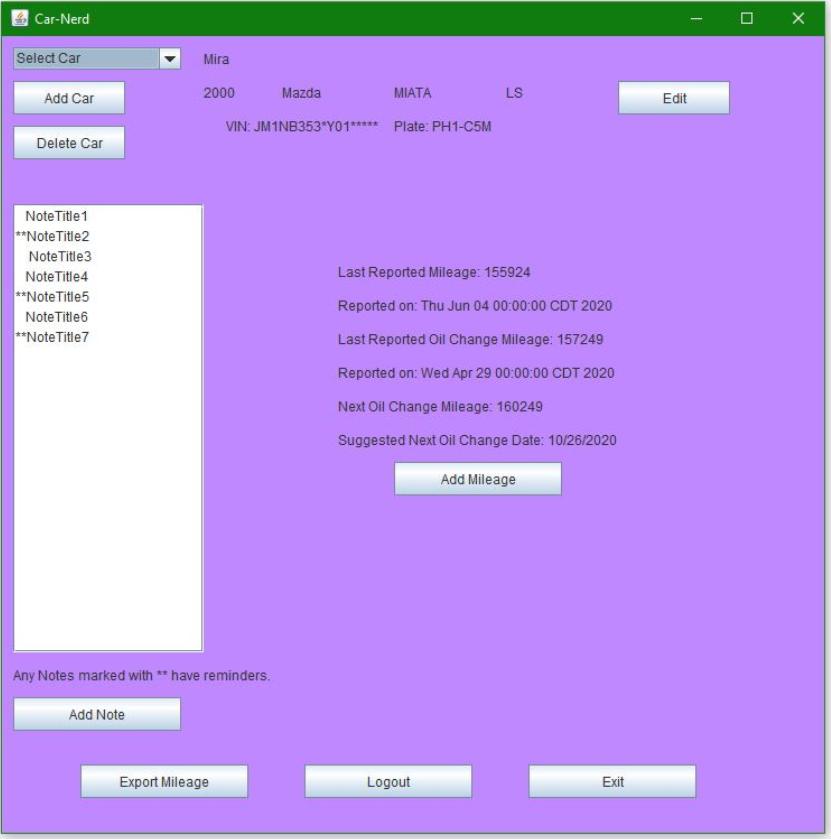 Car-Nerd
Select Car
Mira
Add Car
2000 Mazda MIATA LS
Edit
VIN: JM1NB353*Y01***** Plate: PH1-C5M
Delete Car
NoteTitle1
**NoteTitle2
NoteTitle3
NoteTitle4
**NoteTitle5
NoteTitle6
**NoteTitle7
Last Reported Mileage: 155924
Reported on: Thu Jun 04 00:00:00 CDT 2020
Last Reported Oil Change Mileage: 157249
Reported on: Wed Apr 29 00:00:00 CDT 2020
Next Oil Change Mileage: 160249
Suggested Next Oil Change Date: 10/26/2020
Add Mileage
Any Notes marked with ** have reminders.
Add Note
Export Mileage
Logout
Exit